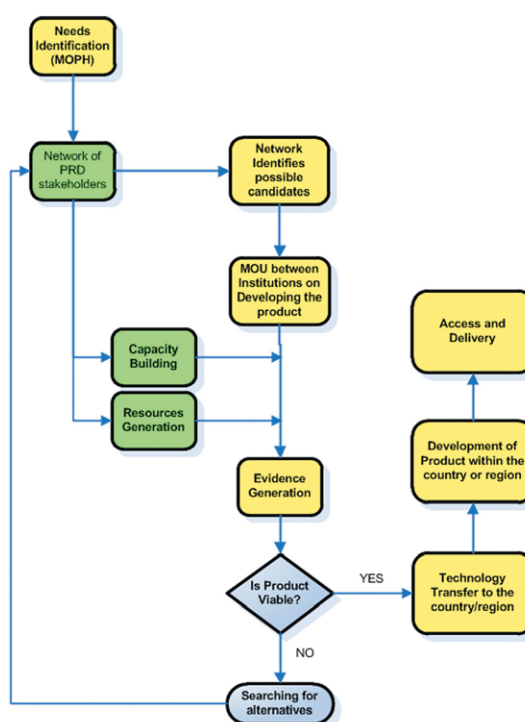 Needs
Identification
(MOPH)
Network of
PRD
stakeholders
Network
Identifies
possible
candidates
MOU between
Institutions on
Developing the
product
Capacity
Building
Resources
Generation
Evidence
Generation
Is Product
Viable?
YES
NO
Searching for
alternatives
Technology
Transfer to the
country/region
Development of
Product within the
country or region
Access and
Delivery